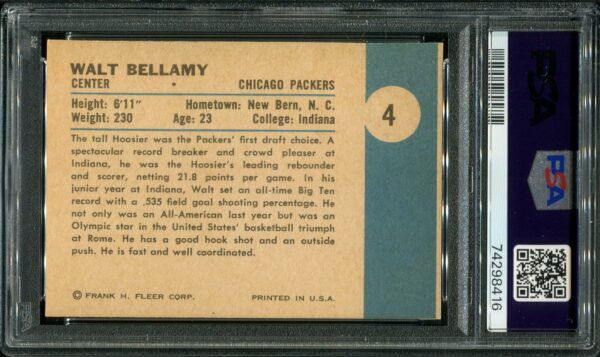 WALT BELLAMY
CENTER • CHICAGO PACKERS
Height: 6'11" Hometown: New Bern, N. C.
Weight: 230 Age: 23 College: Indiana
4
The tall Hoosier was the Packers' first draft choice. A
spectacular record breaker and crowd pleaser at
Indiana, he was the Hoosier's leading rebounder
and scorer, netting 21.8 points per game. In his
junior year at Indiana, Walt set an all-time Big Ten
record with a .535 field goal shooting percentage. He
not only was an All-American last year but was an
Olympic star in the United States' basketball triumph
at Rome. He has a good hook shot and an outside
push. He is fast and well coordinated.
© FRANK H. FLEER CORP. PRINTED IN U.S.A.
PSA
PSA
74298416